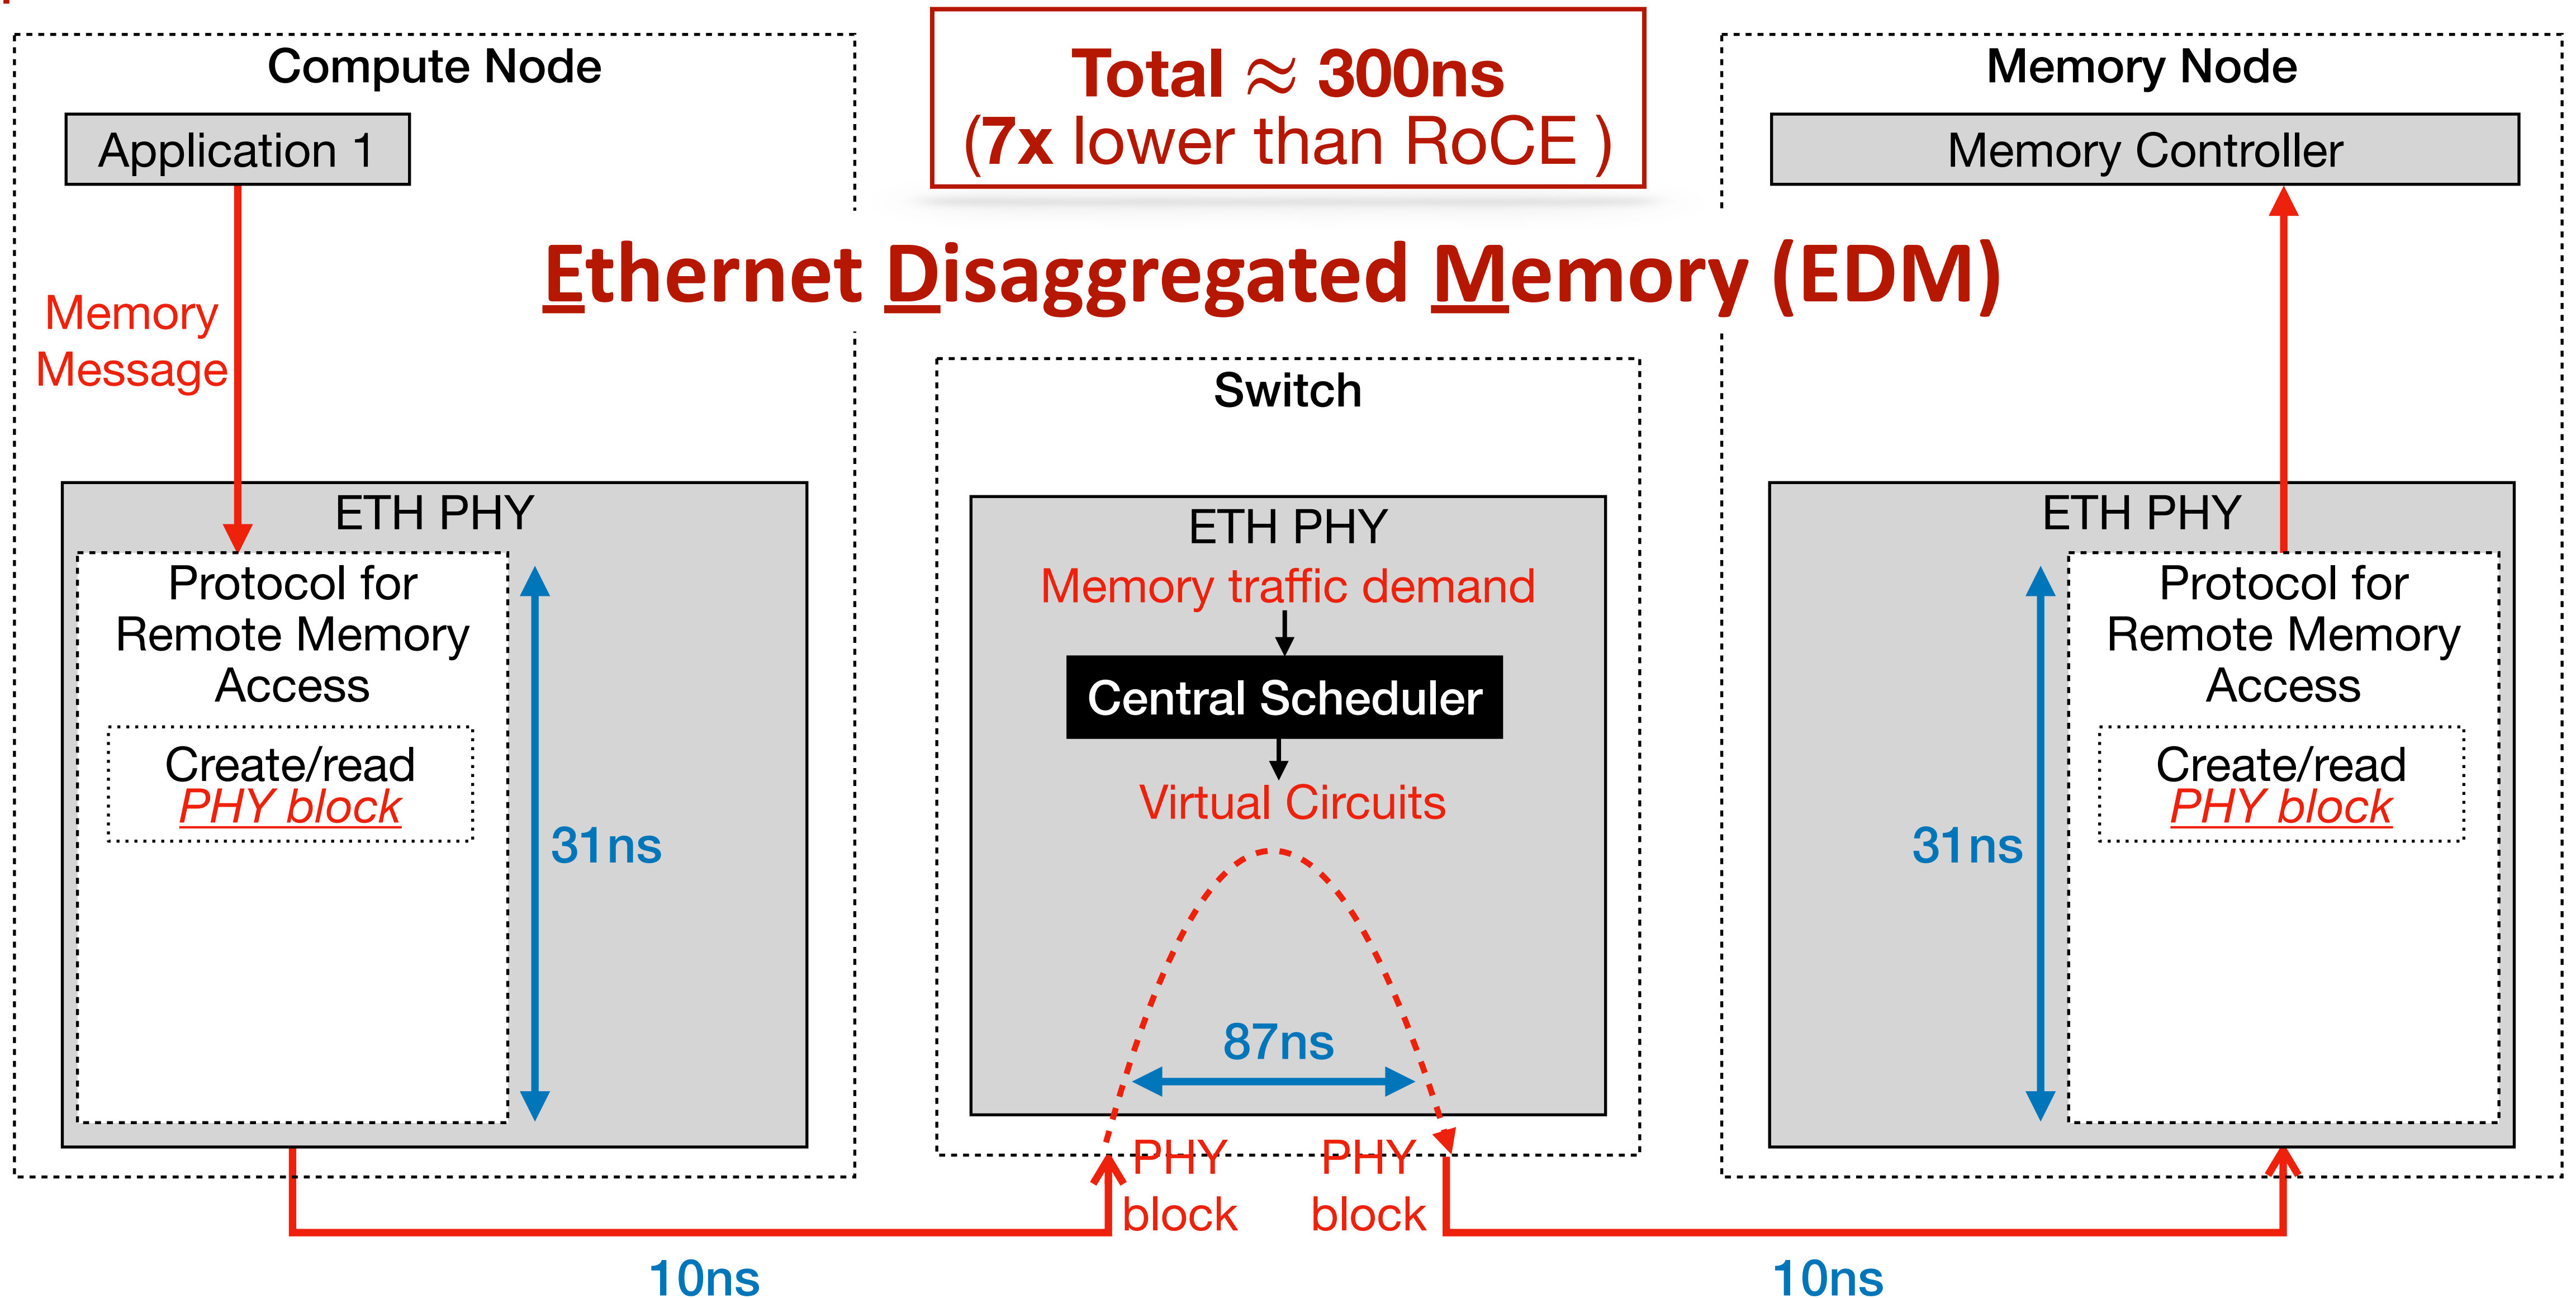 Compute Node
Application 1
Memory
Message
ETH PHY
Protocol for
Remote Memory
Access
Create/read
PHY block
31ns
Total ≈ 300ns
(7x lower than RoCE )
Ethernet Disaggregated Memory (EDM)
Switch
ETH PHY
Memory traffic demand
Central Scheduler
Virtual Circuits
87ns
PHY
block
PHY
block
Memory Node
Memory Controller
ETH PHY
Protocol for
Remote Memory
Access
Create/read
PHY block
31ns
10ns
10ns